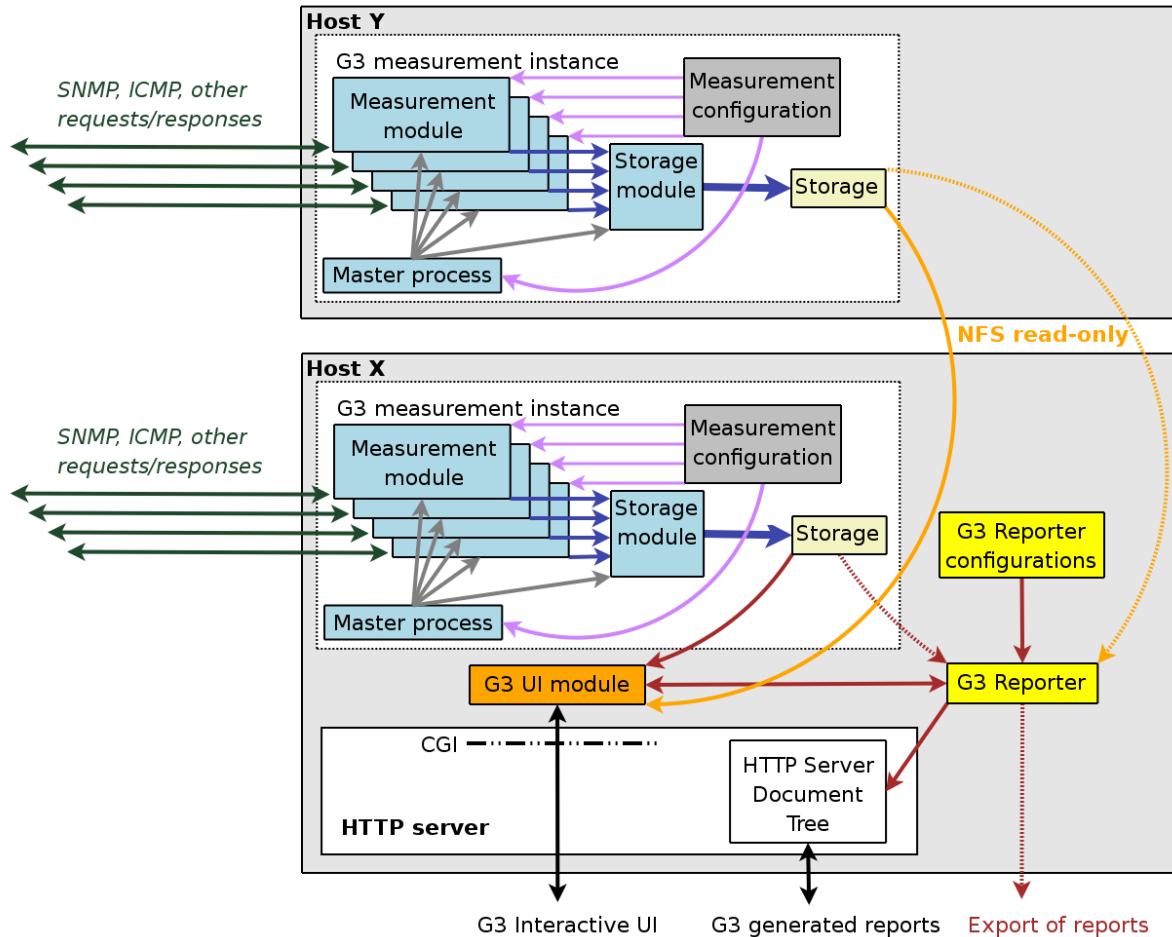 Host Y
G3 measurement instance
SNMP, ICMP, other
requests/responses
Measurement
module
Measurement
configuration
Storage
module
Storage
Master process
NFS read-only
Host X
G3 measurement instance
SNMP, ICMP, other
requests/responses
Measurement
module
Measurement
configuration
Storage
module
Storage
G3 Reporter
configurations
Master process
G3 UI module
G3 Reporter
CGI
HTTP Server
Document
Tree
HTTP server
G3 Interactive UI
G3 generated reports
Export of reports